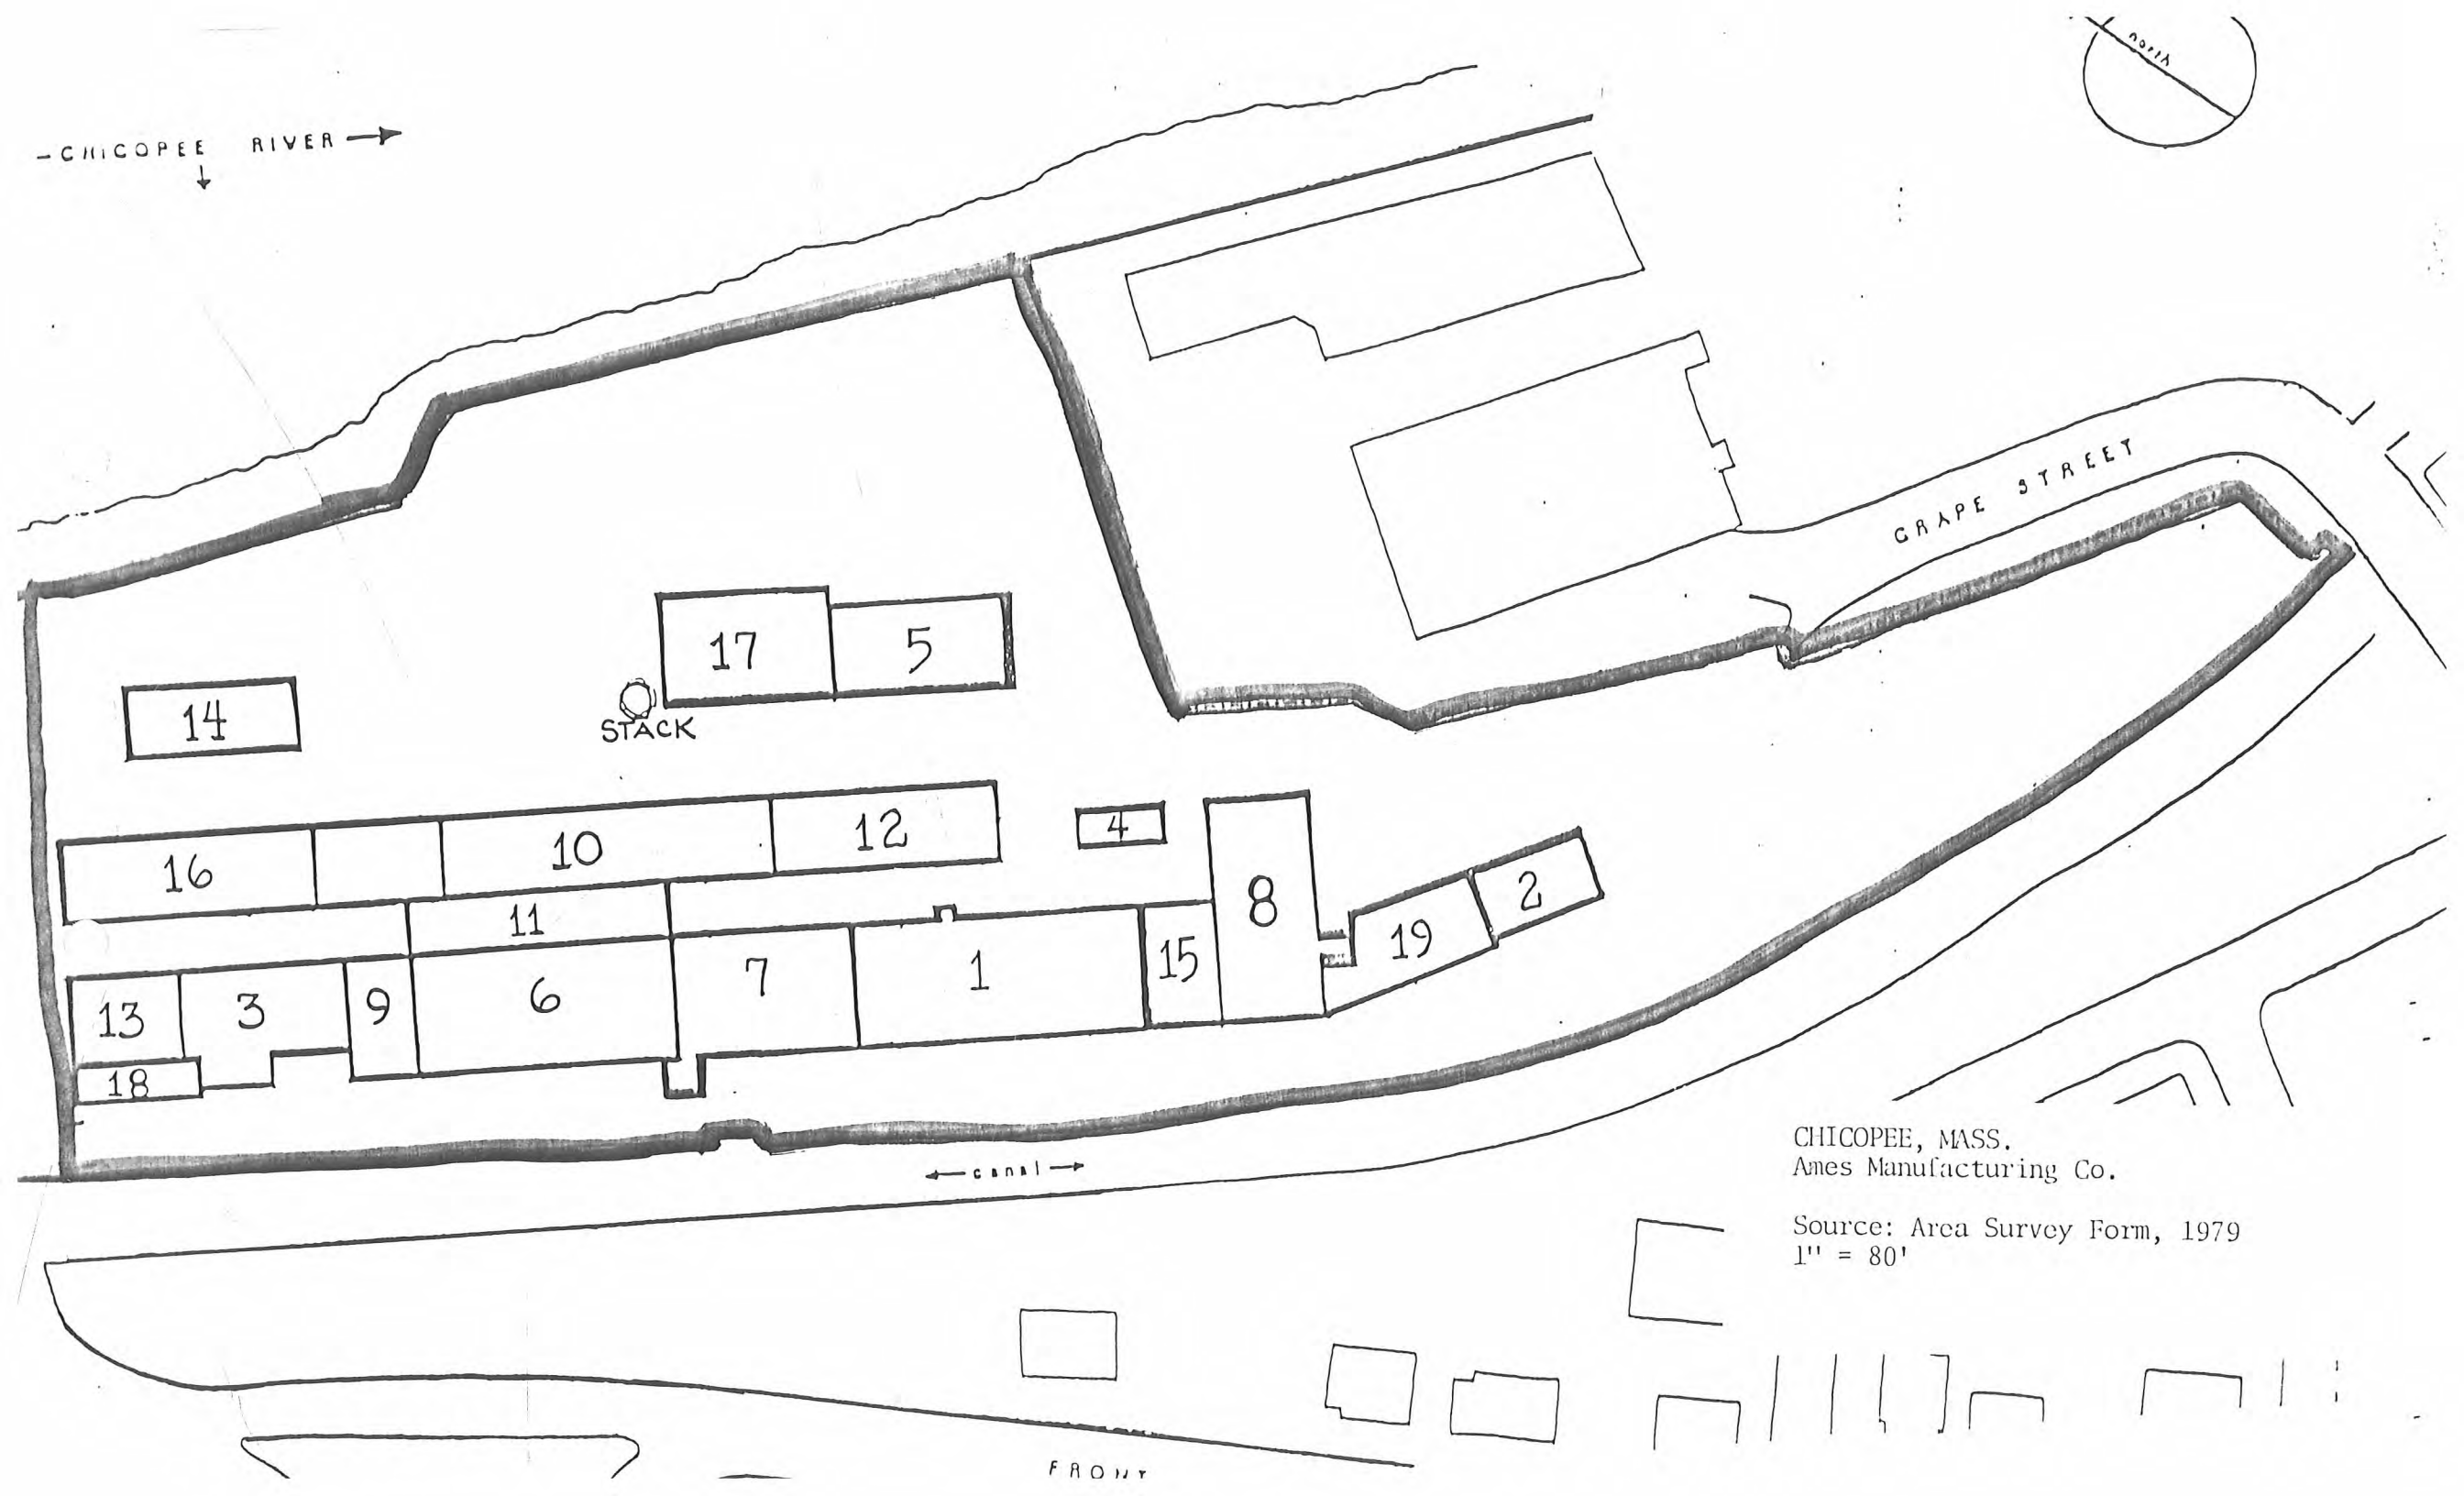 north
CHICOPEE RIVER
GRAPE STREET
17
5
14
STACK
16
10
12
4
11
8
2
19
13
3
9
6
7
1
15
18
canal
CHICOPEE, MASS.
Ames Manufacturing Co.
Source: Area Survey Form, 1979
1" = 80'
FRONT